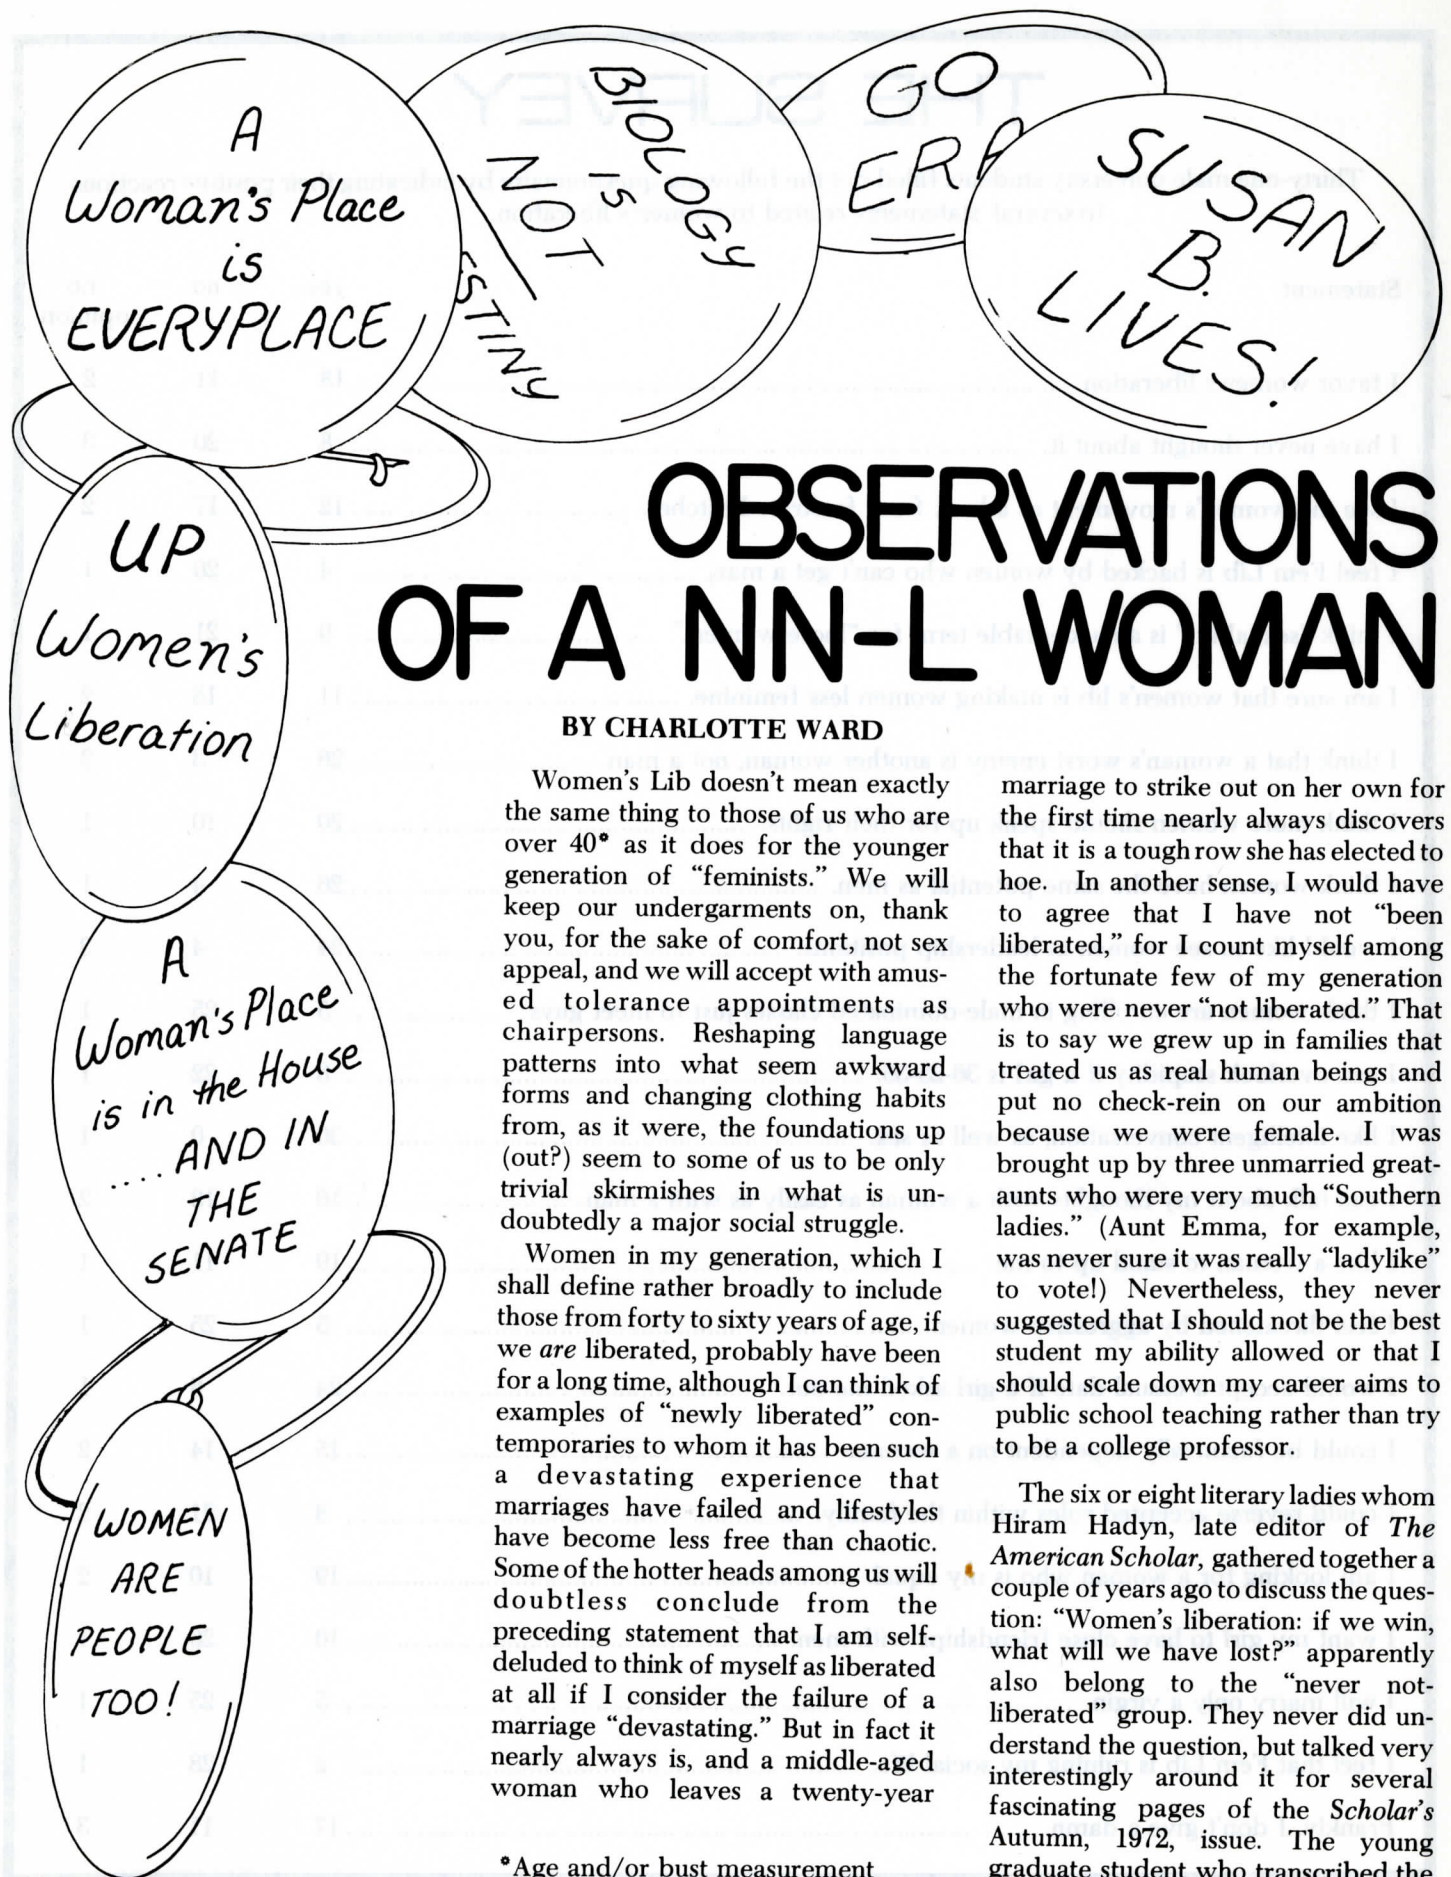 A
Woman's Place
is
EVERYPLACE
BIOLOGY
IS
NOT
STINY
GO
ERA
SUSAN
B.
LIVES!
UP
Women's
Liberation
A
Woman's Place
is in the House
.... AND IN
THE
SENATE
WOMEN
ARE
PEOPLE
TOO!
OBSERVATIONS
OF A NN-L WOMAN
BY CHARLOTTE WARD
Women's Lib doesn't mean exactly
the same thing to those of us who are
over 40* as it does for the younger
generation of "feminists." We will
keep our undergarments on, thank
you, for the sake of comfort, not sex
appeal, and we will accept with amus-
ed tolerance appointments as
chairpersons. Reshaping language
patterns into what seem awkward
forms and changing clothing habits
from, as it were, the foundations up
(out?) seem to some of us to be only
trivial skirmishes in what is un-
doubtedly a major social struggle.
Women in my generation, which I
shall define rather broadly to include
those from forty to sixty years of age, if
we are liberated, probably have been
for a long time, although I can think of
examples of "newly liberated" con-
temporaries to whom it has been such
a devastating experience that
marriages have failed and lifestyles
have become less free than chaotic.
Some of the hotter heads among us will
doubtless conclude from the
preceding statement that I am self-
deluded to think of myself as liberated
at all if I consider the failure of a
marriage "devastating." But in fact it
nearly always is, and a middle-aged
woman who leaves a twenty-year
*Age and/or bust measurement
marriage to strike out on her own for
the first time nearly always discovers
that it is a tough row she has elected to
hoe. In another sense, I would have
to agree that I have not "been
liberated," for I count myself among
the fortunate few of my generation
who were never "not liberated." That
is to say we grew up in families that
treated us as real human beings and
put no check-rein on our ambition
because we were female. I was
brought up by three unmarried great-
aunts who were very much "Southern
ladies." (Aunt Emma, for example,
was never sure it was really "ladylike"
to vote!) Nevertheless, they never
suggested that I should not be the best
student my ability allowed or that I
should scale down my career aims to
public school teaching rather than try
to be a college professor.
The six or eight literary ladies whom
Hiram Hadyn, late editor of The
American Scholar, gathered together a
couple of years ago to discuss the ques-
tion: "Women's liberation: if we win,
what will we have lost?" apparently
also belong to the "never not-
liberated" group. They never did un-
derstand the question, but talked very
interestingly around it for several
fascinating pages of the Scholar's
Autumn, 1972, issue. The young
graduate student who transcribed the